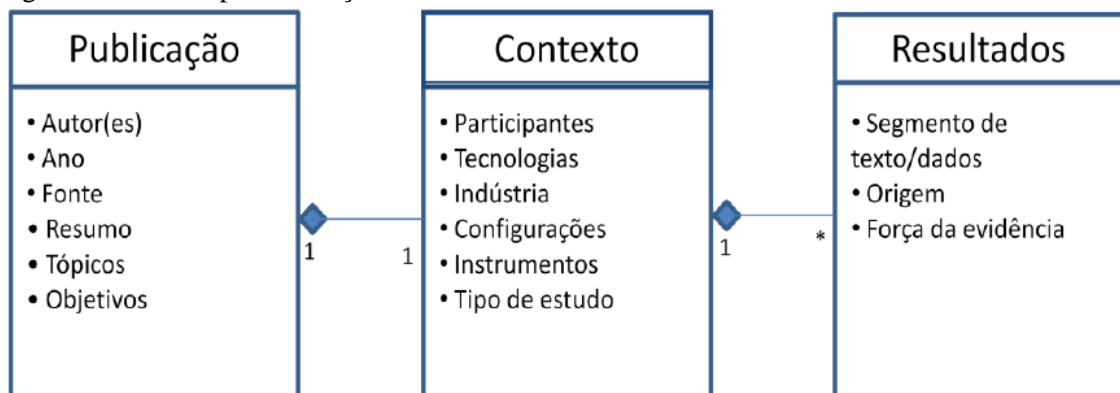 Publicação
• Autor(es)
• Ano
• Fonte
• Resumo
• Tópicos
• Objetivos
1
1
Contexto
• Participantes
• Tecnologias
• Indústria
• Configurações
• Instrumentos
• Tipo de estudo
1
*
Resultados
• Segmento de
texto/dados
• Origem
• Força da evidência